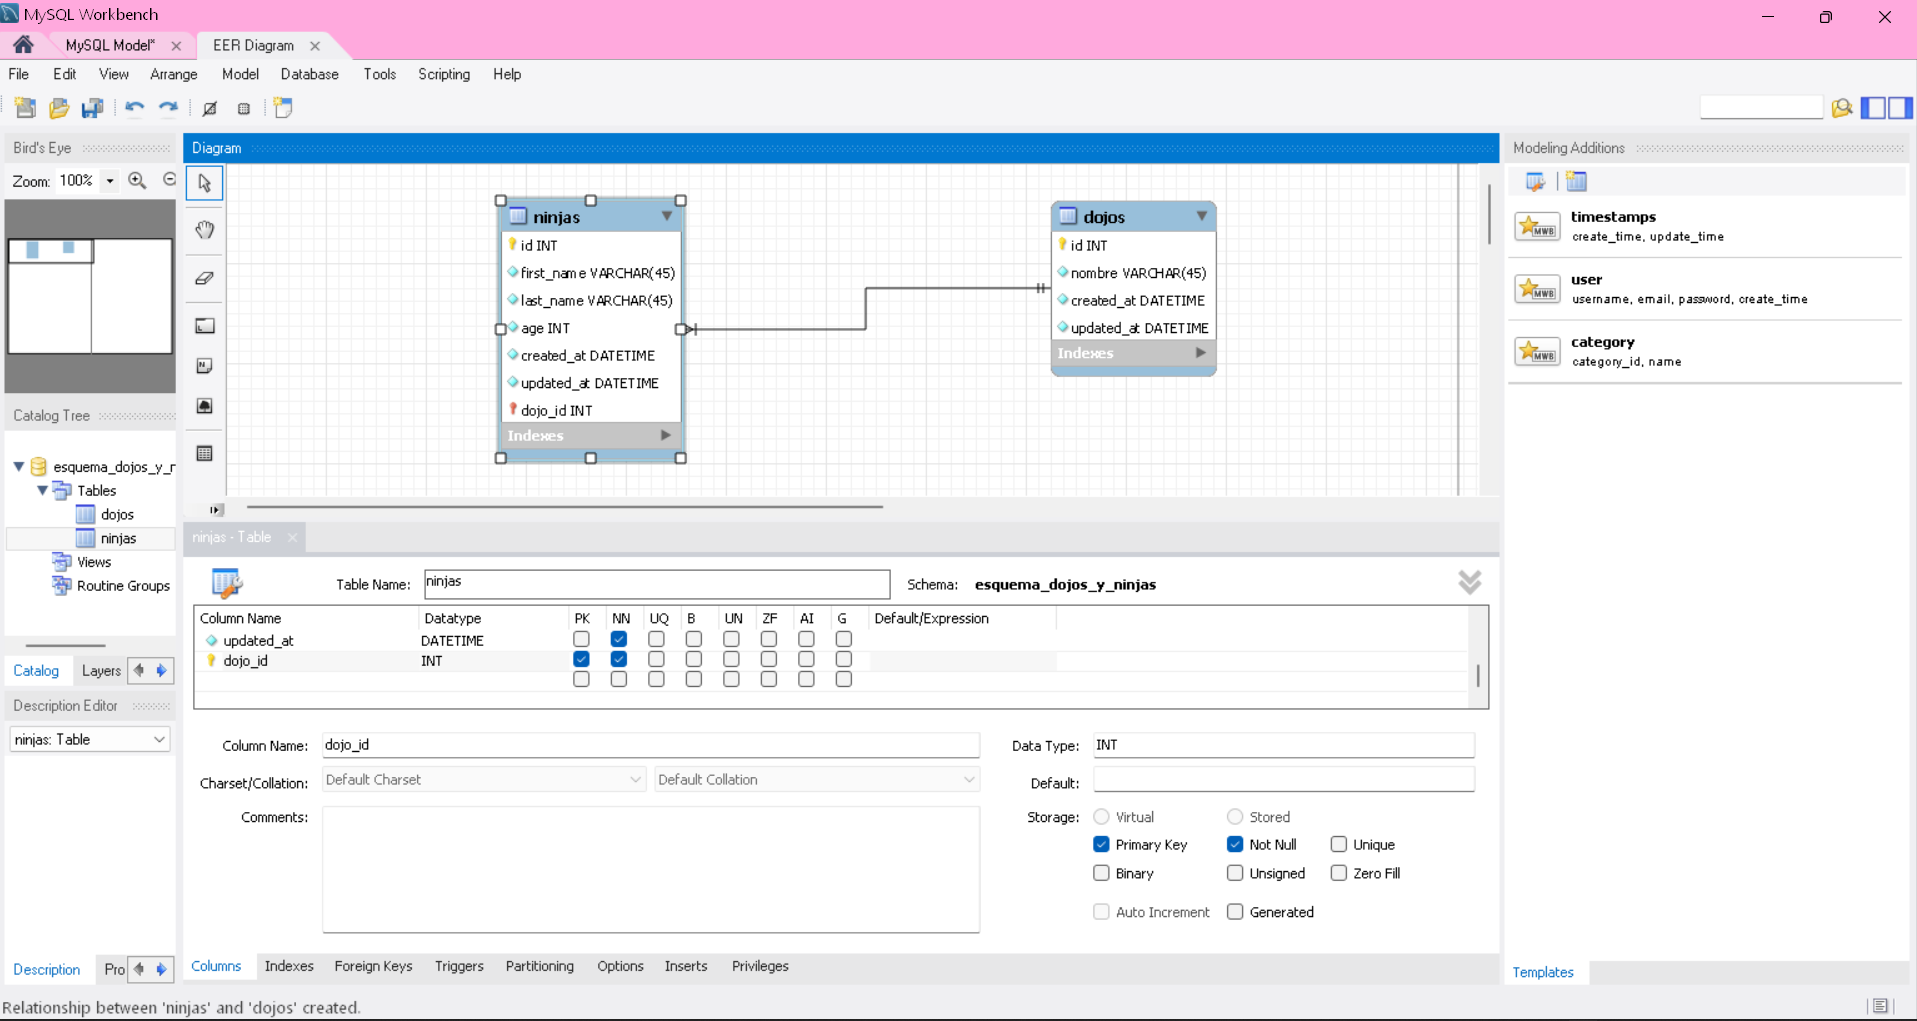 MySQL Workbench
MySQL Model*
EER Diagram
File Edit View Arrange Model Database Tools Scripting Help
Bird's Eye
Zoom: 100%
Diagram
ninjas
id INT
first_name VARCHAR(45)
last_name VARCHAR(45)
age INT
created_at DATETIME
updated_at DATETIME
dojo_id INT
Indexes
dojos
id INT
nombre VARCHAR(45)
created_at DATETIME
updated_at DATETIME
Indexes
Modeling Additions
MWB
timestamps
create_time, update_time
MWB
user
username, email, password, create_time
MWB
category
category_id, name
Catalog Tree
esquema_dojos_y_r
Tables
dojos
ninjas
Views
Routine Groups
Catalog Layers
Description Editor
ninjas: Table
Description Pro
ninjas - Table
Table Name: ninjas Schema: esquema_dojos_y_ninjas
Column Name Datatype PK NN UQ B UN ZF AI G Default/Expression
updated_at DATETIME
dojo_id INT
Column Name: dojo_id
Data Type: INT
Charset/Collation: Default Charset Default Collation
Default:
Comments:
Storage: Virtual Stored
Primary Key Not Null Unique
Binary Unsigned Zero Fill
Auto Increment Generated
Columns Indexes Foreign Keys Triggers Partitioning Options Inserts Privileges
Templates
Relationship between 'ninjas' and 'dojos' created.